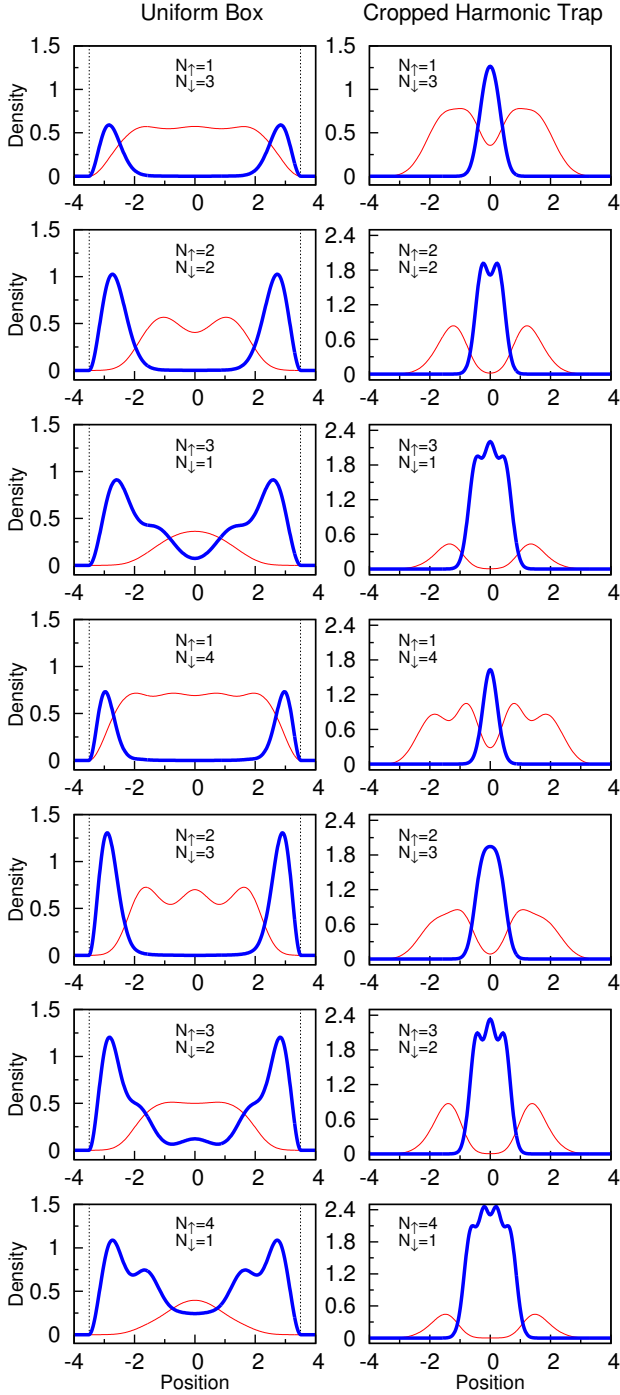 Uniform Box Cropped Harmonic Trap
Density
1.5
1
0.5
0
-4 -2 0 2 4
N↑=1
N↓=3
1.5
1
0.5
0
-4 -2 0 2 4
N↑=1
N↓=3
Density
1.5
1
0.5
0
-4 -2 0 2 4
N↑=2
N↓=2
2.4
1.8
1.2
0.6
0
-4 -2 0 2 4
N↑=2
N↓=2
Density
1.5
1
0.5
0
-4 -2 0 2 4
N↑=3
N↓=1
2.4
1.8
1.2
0.6
0
-4 -2 0 2 4
N↑=3
N↓=1
Density
1.5
1
0.5
0
-4 -2 0 2 4
N↑=1
N↓=4
2.4
1.8
1.2
0.6
0
-4 -2 0 2 4
N↑=1
N↓=4
Density
1.5
1
0.5
0
-4 -2 0 2 4
N↑=2
N↓=3
2.4
1.8
1.2
0.6
0
-4 -2 0 2 4
N↑=2
N↓=3
Density
1.5
1
0.5
0
-4 -2 0 2 4
N↑=3
N↓=2
2.4
1.8
1.2
0.6
0
-4 -2 0 2 4
N↑=3
N↓=2
Density
1.5
1
0.5
0
-4 -2 0 2 4
N↑=4
N↓=1
Position
2.4
1.8
1.2
0.6
0
-4 -2 0 2 4
N↑=4
N↓=1
Position